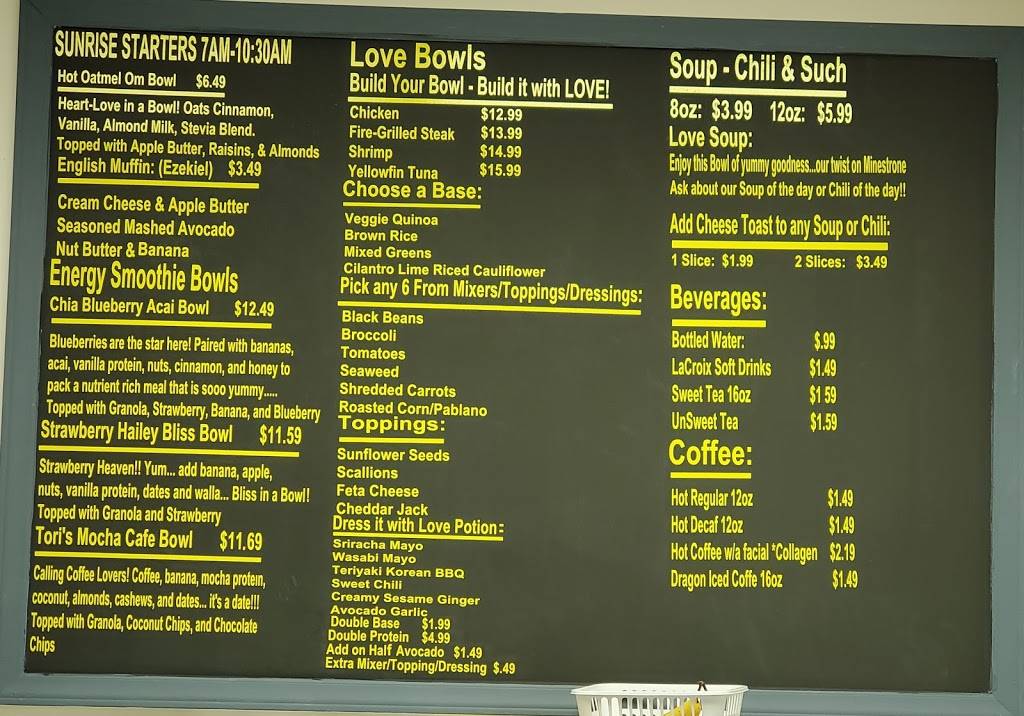 SUNRISE STARTERS 7AM-10:30AM
Hot Oatmel Om Bowl $6.49
Heart-Love in a Bowl! Oats Cinnamon,
Vanilla, Almond Milk, Stevia Blend.
Topped with Apple Butter, Raisins, & Almonds
English Muffin: (Ezekiel) $3.49
Cream Cheese & Apple Butter
Seasoned Mashed Avocado
Nut Butter & Banana
Energy Smoothie Bowls
Chia Blueberry Acai Bowl $12.49
Blueberries are the star here! Paired with bananas,
acai, vanilla protein, nuts, cinnamon, and honey to
pack a nutrient rich meal that is sooo yummy.....
Topped with Granola, Strawberry, Banana, and Blueberry
Strawberry Hailey Bliss Bowl $11.59
Strawberry Heaven!! Yum... add banana, apple,
nuts, vanilla protein, dates and walla... Bliss in a Bowl!
Topped with Granola and Strawberry
Tori's Mocha Cafe Bowl $11.69
Calling Coffee Lovers! Coffee, banana, mocha protein,
coconut, almonds, cashews, and dates... it's a date!!!
Topped with Granola, Coconut Chips, and Chocolate
Chips
Love Bowls
Build Your Bowl - Build it with LOVE!
Chicken $12.99
Fire-Grilled Steak $13.99
Shrimp $14.99
Yellowfin Tuna $15.99
Choose a Base:
Veggie Quinoa
Brown Rice
Mixed Greens
Cilantro Lime Riced Cauliflower
Pick any 6 From Mixers/Toppings/Dressings:
Black Beans
Broccoli
Tomatoes
Seaweed
Shredded Carrots
Roasted Corn/Pablano
Toppings:
Sunflower Seeds
Scallions
Feta Cheese
Cheddar Jack
Dress it with Love Potion:
Sriracha Mayo
Wasabi Mayo
Teriyaki Korean BBQ
Sweet Chili
Creamy Sesame Ginger
Avocado Garlic
Double Base $1.99
Double Protein $4.99
Add on Half Avocado $1.49
Extra Mixer/Topping/Dressing $.49
Soup - Chili & Such
8oz: $3.99 12oz: $5.99
Love Soup:
Enjoy this Bowl of yummy goodness...our twist on Minestrone
Ask about our Soup of the day or Chili of the day!!
Add Cheese Toast to any Soup or Chili:
1 Slice: $1.99 2 Slices: $3.49
Beverages:
Bottled Water: $.99
LaCroix Soft Drinks $1.49
Sweet Tea 16oz $1 59
UnSweet Tea $1.59
Coffee:
Hot Regular 12oz $1.49
Hot Decaf 12oz $1.49
Hot Coffee w/a facial *Collagen $2.19
Dragon Iced Coffe 16oz $1.49